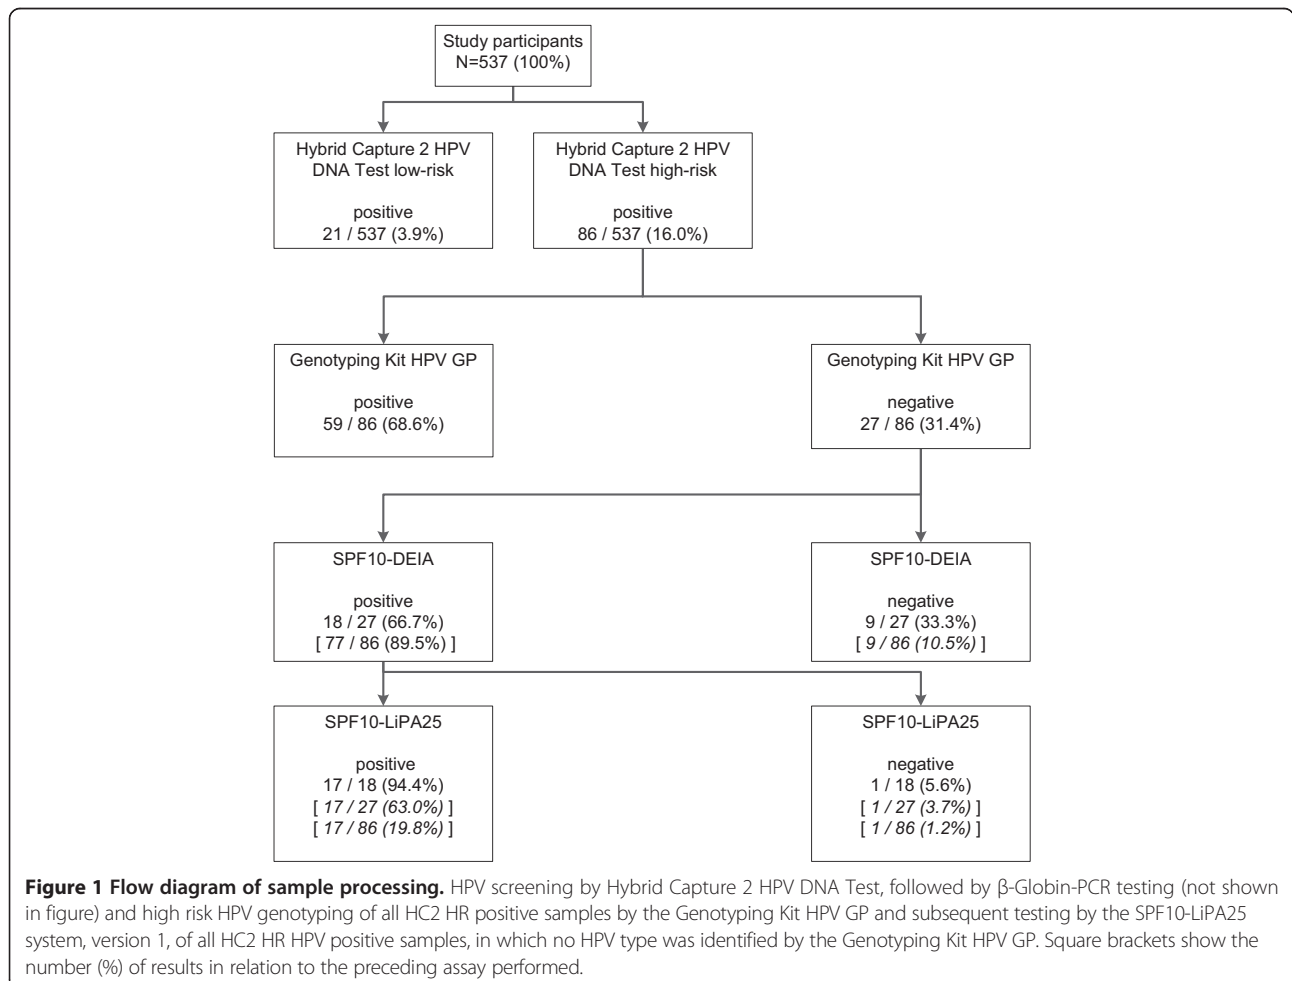 Study participants
N=537 (100%)
Hybrid Capture 2 HPV
DNA Test low-risk
positive
21 / 537 (3.9%)
Hybrid Capture 2 HPV
DNA Test high-risk
positive
86 / 537 (16.0%)
Genotyping Kit HPV GP
positive
59 / 86 (68.6%)
Genotyping Kit HPV GP
negative
27 / 86 (31.4%)
SPF10-DEIA
positive
18 / 27 (66.7%)
[ 77 / 86 (89.5%) ]
SPF10-DEIA
negative
9 / 27 (33.3%)
[ 9 / 86 (10.5%) ]
SPF10-LiPA25
positive
17 / 18 (94.4%)
[ 17 / 27 (63.0%) ]
[ 17 / 86 (19.8%) ]
SPF10-LiPA25
negative
1 / 18 (5.6%)
[ 1 / 27 (3.7%) ]
[ 1 / 86 (1.2%) ]
Figure 1 Flow diagram of sample processing. HPV screening by Hybrid Capture 2 HPV DNA Test, followed by β-Globin-PCR testing (not shown
in figure) and high risk HPV genotyping of all HC2 HR positive samples by the Genotyping Kit HPV GP and subsequent testing by the SPF10-LiPA25
system, version 1, of all HC2 HR HPV positive samples, in which no HPV type was identified by the Genotyping Kit HPV GP. Square brackets show the
number (%) of results in relation to the preceding assay performed.